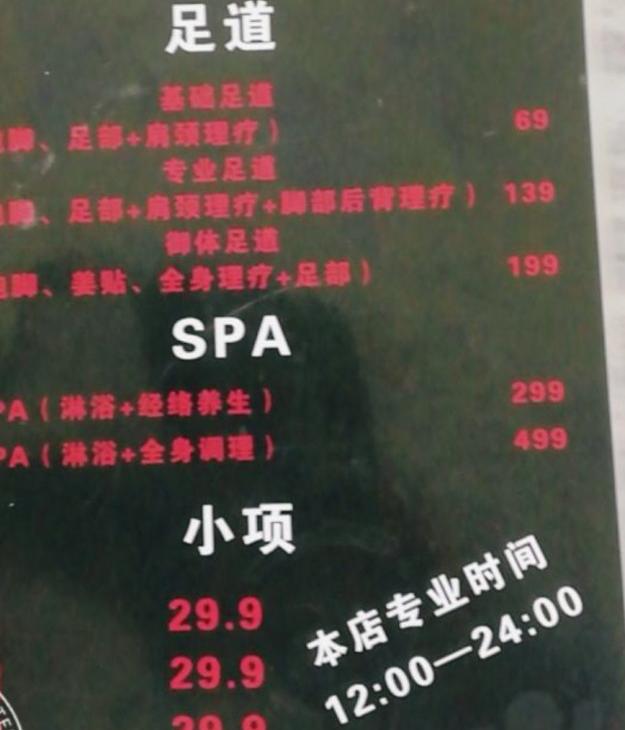 足道
基础足道
脚、足部+肩颈理疗） 69
专业足道
脚、足部+肩颈理疗+脚部后背理疗） 139
御体足道
脚、姜贴、全身理疗+足部） 199
SPA
PA（淋浴+经络养生） 299
PA（淋浴+全身调理） 499
小项
29.9
29.9
29.9
本店专业时间
12:00—24:00